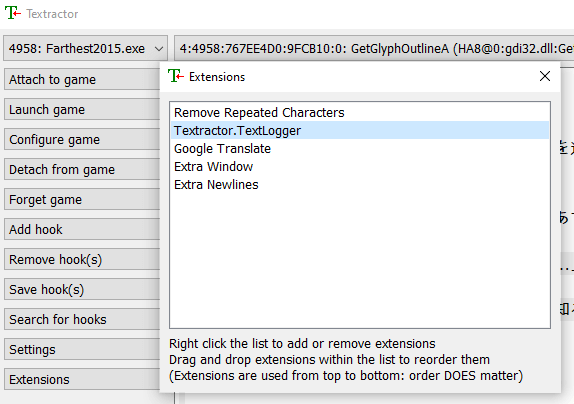 Textractor
4958: Farthest2015.exe
4:4958:767EE4D0:9FCB10:0: GetGlyphOutlineA (HA8@0:gdi32.dll:Ge
Attach to game
Launch game
Configure game
Detach from game
Forget game
Add hook
Remove hook(s)
Save hook(s)
Search for hooks
Settings
Extensions
Extensions
Remove Repeated Characters
Textractor.TextLogger
Google Translate
Extra Window
Extra Newlines
Right click the list to add or remove extensions
Drag and drop extensions within the list to reorder them
(Extensions are used from top to bottom: order DOES matter)